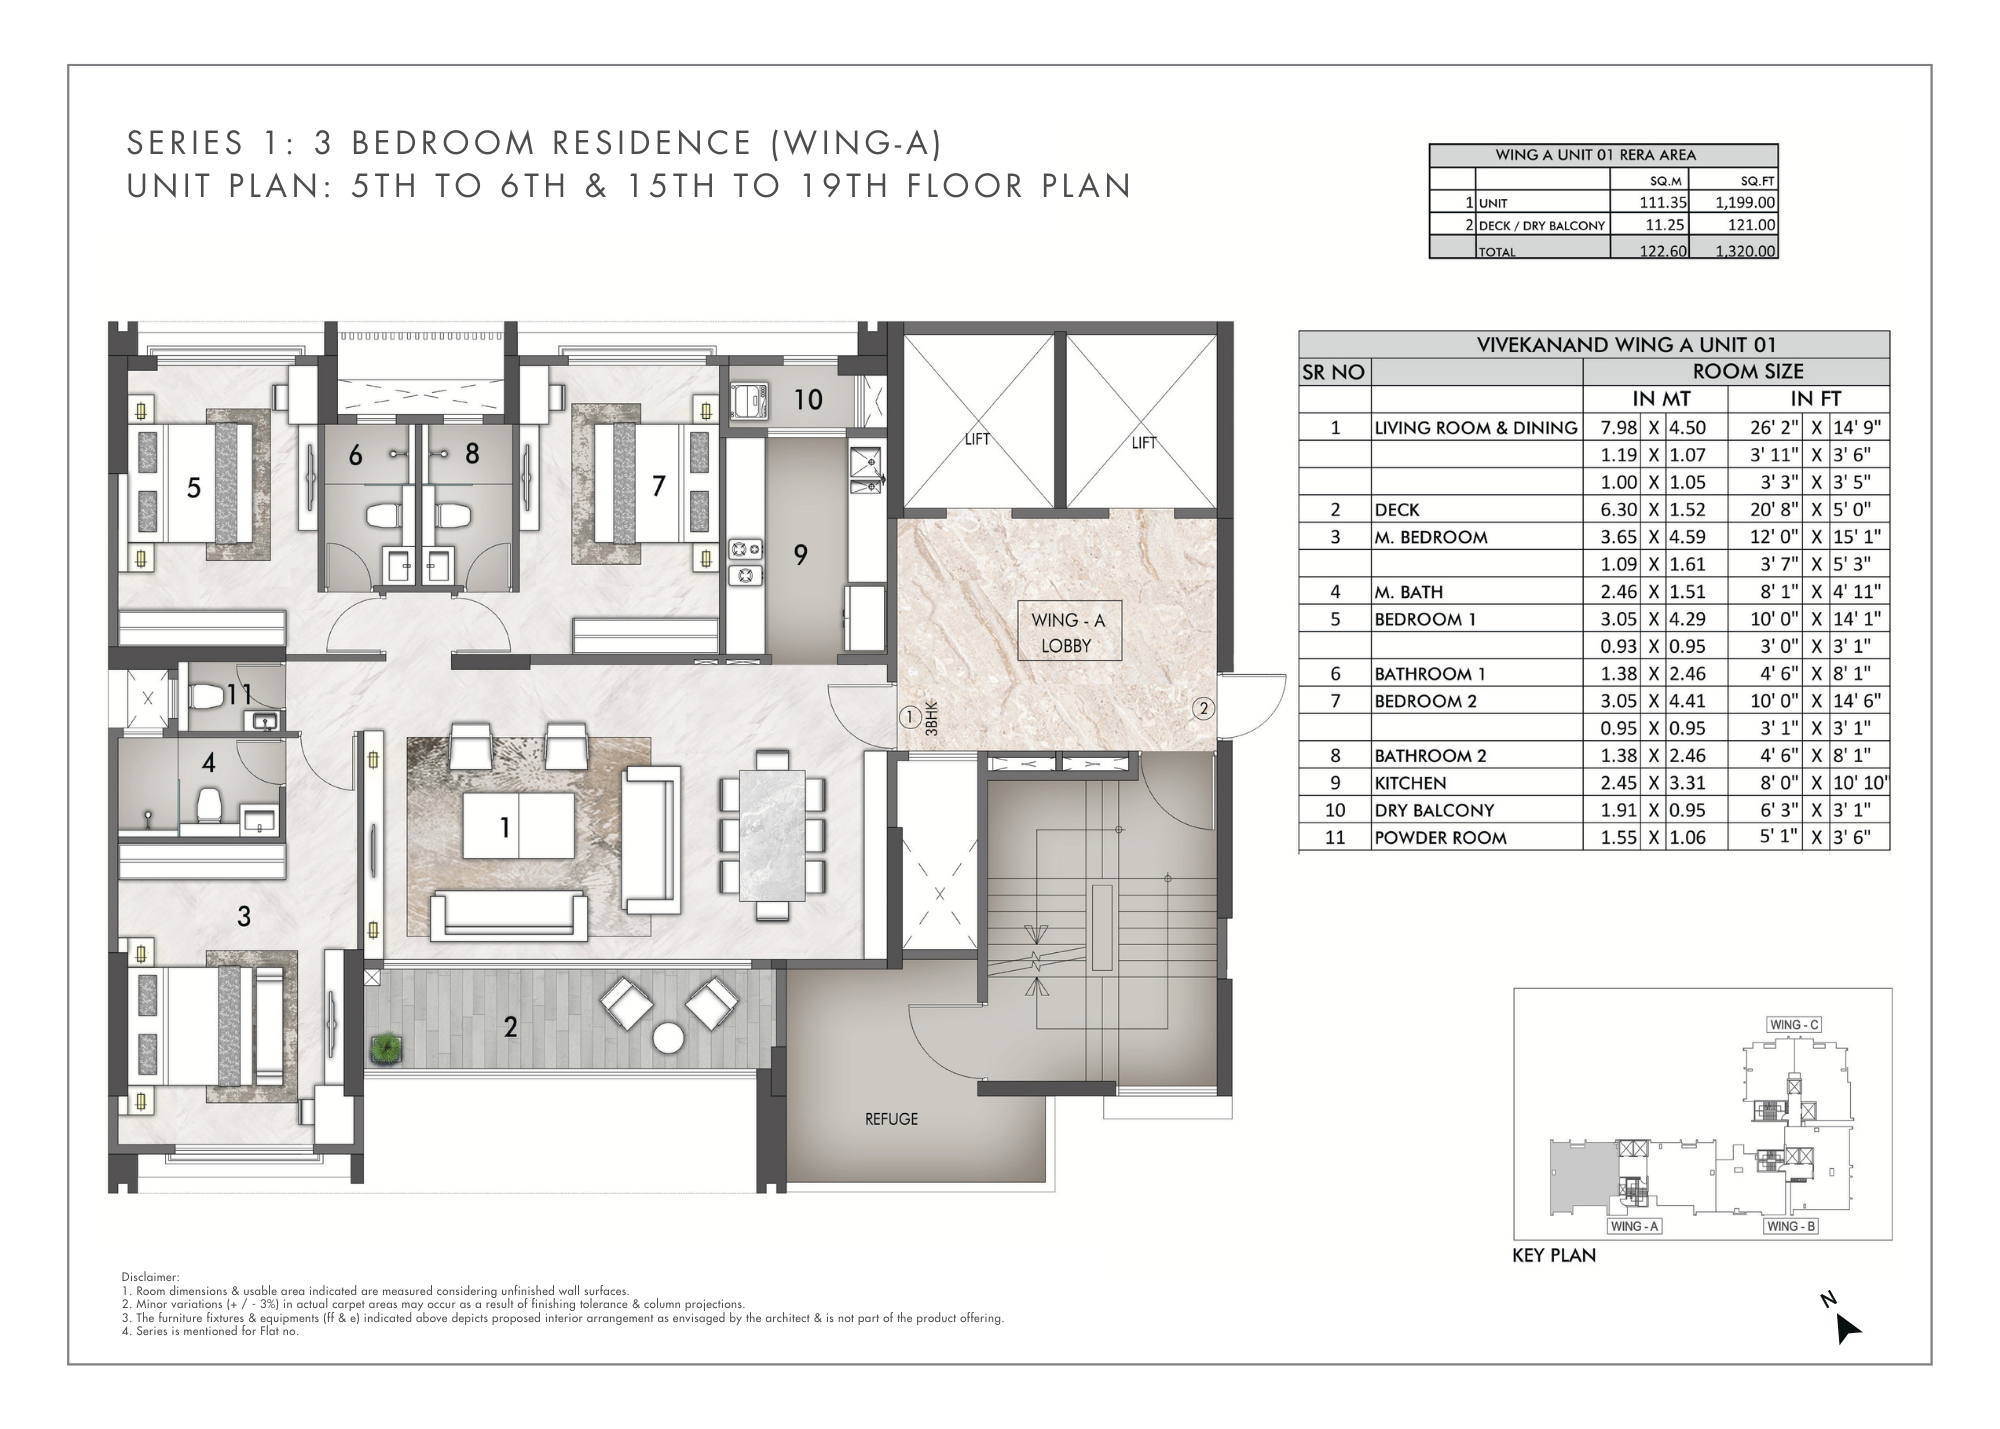 SERIES 1: 3 BEDROOM RESIDENCE (WING-A)
UNIT PLAN: 5TH TO 6TH & 15TH TO 19TH FLOOR PLAN
WING A UNIT 01 RERA AREA
SQ.M SQ.FT
1 UNIT 111.35 1,199.00
2 DECK / DRY BALCONY 11.25 121.00
TOTAL 122.60 1,320.00
VIVEKANAND WING A UNIT 01
SR NO ROOM SIZE
IN MT IN FT
1 LIVING ROOM & DINING 7.98 X 4.50 26' 2" X 14' 9"
1.19 X 1.07 3' 11" X 3' 6"
1.00 X 1.05 3' 3" X 3' 5"
2 DECK 6.30 X 1.52 20' 8" X 5' 0"
3 M. BEDROOM 3.65 X 4.59 12' 0" X 15' 1"
1.09 X 1.61 3' 7" X 5' 3"
4 M. BATH 2.46 X 1.51 8' 1" X 4' 11"
5 BEDROOM 1 3.05 X 4.29 10' 0" X 14' 1"
0.93 X 0.95 3' 0" X 3' 1"
6 BATHROOM 1 1.38 X 2.46 4' 6" X 8' 1"
7 BEDROOM 2 3.05 X 4.41 10' 0" X 14' 6"
0.95 X 0.95 3' 1" X 3' 1"
8 BATHROOM 2 1.38 X 2.46 4' 6" X 8' 1"
9 KITCHEN 2.45 X 3.31 8' 0" X 10' 10"
10 DRY BALCONY 1.91 X 0.95 6' 3" X 3' 1"
11 POWDER ROOM 1.55 X 1.06 5' 1" X 3' 6"
10
LIFT
LIFT
6
8
5
7
9
WING - A
LOBBY
11
1
3BHK
2
4
1
3
2
REFUGE
WING - C
WING - A
WING - B
KEY PLAN
N
Disclaimer:
1. Room dimensions & usable area indicated are measured considering unfinished wall surfaces.
2. Minor variations (+ / - 3%) in actual carpet areas may occur as a result of finishing tolerance & column projections.
3. The furniture fixtures & equipments (ff & e) indicated above depicts proposed interior arrangement as envisaged by the architect & is not part of the product offering.
4. Series is mentioned for Flat no.